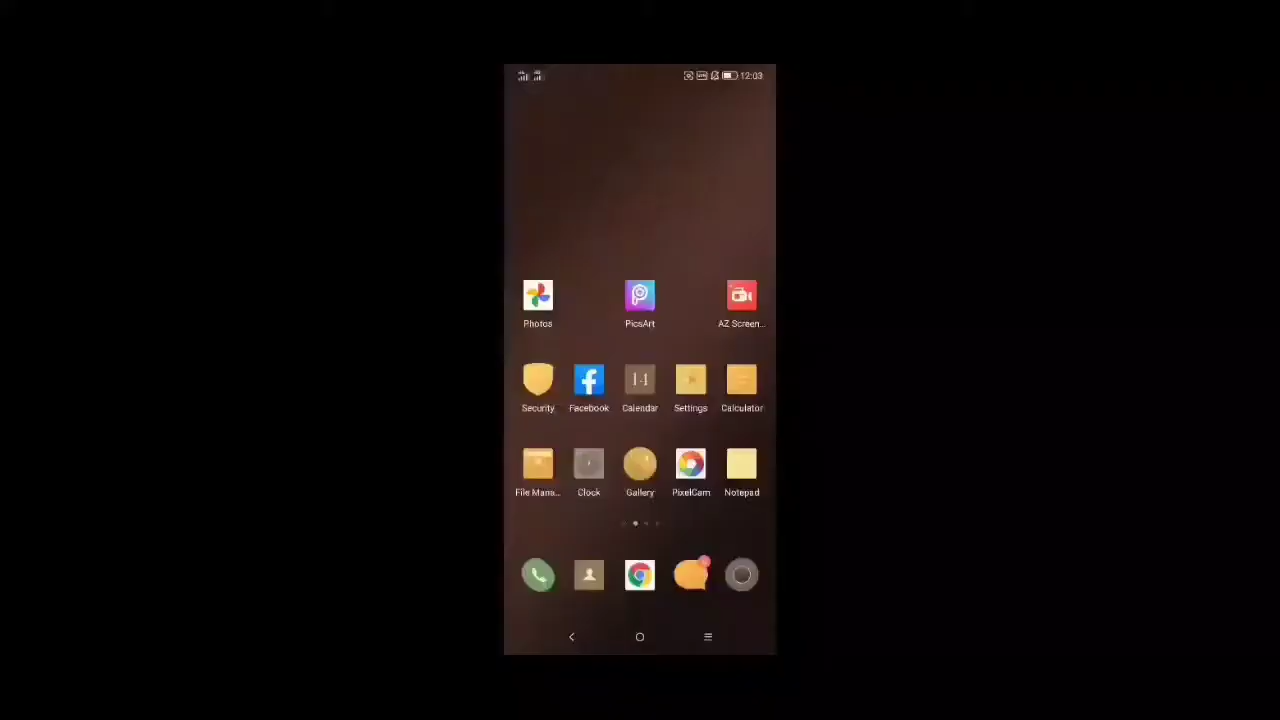 12:03
Photos PicsArt AZ Screen...
Security Facebook Calendar Settings Calculator
File Mana... Clock Gallery PixelCam Notepad